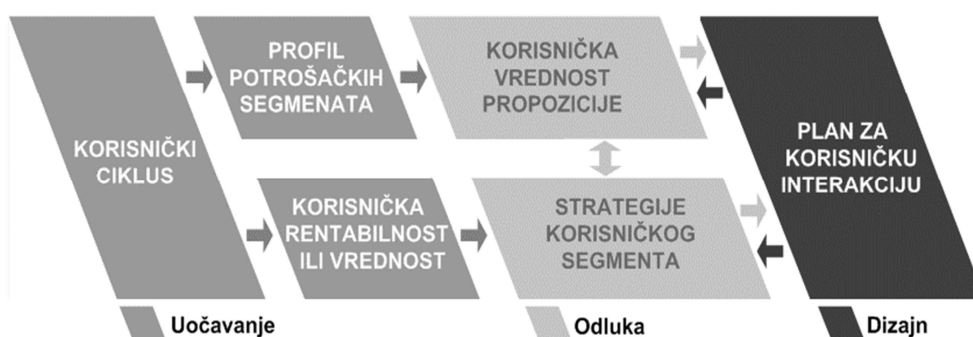 KORISNIČKI
CIKLUS
PROFIL
POTROŠAČKIH
SEGMENATA
KORISNIČKA
VREDNOST
PROPOZICIJE
KORISNIČKA
RENTABILNOST
ILI VREDNOST
STRATEGIJE
KORISNIČKOG
SEGMENTA
PLAN ZA
KORISNIČKU
INTERAKCIJU
Uočavanje
Odluka
Dizajn